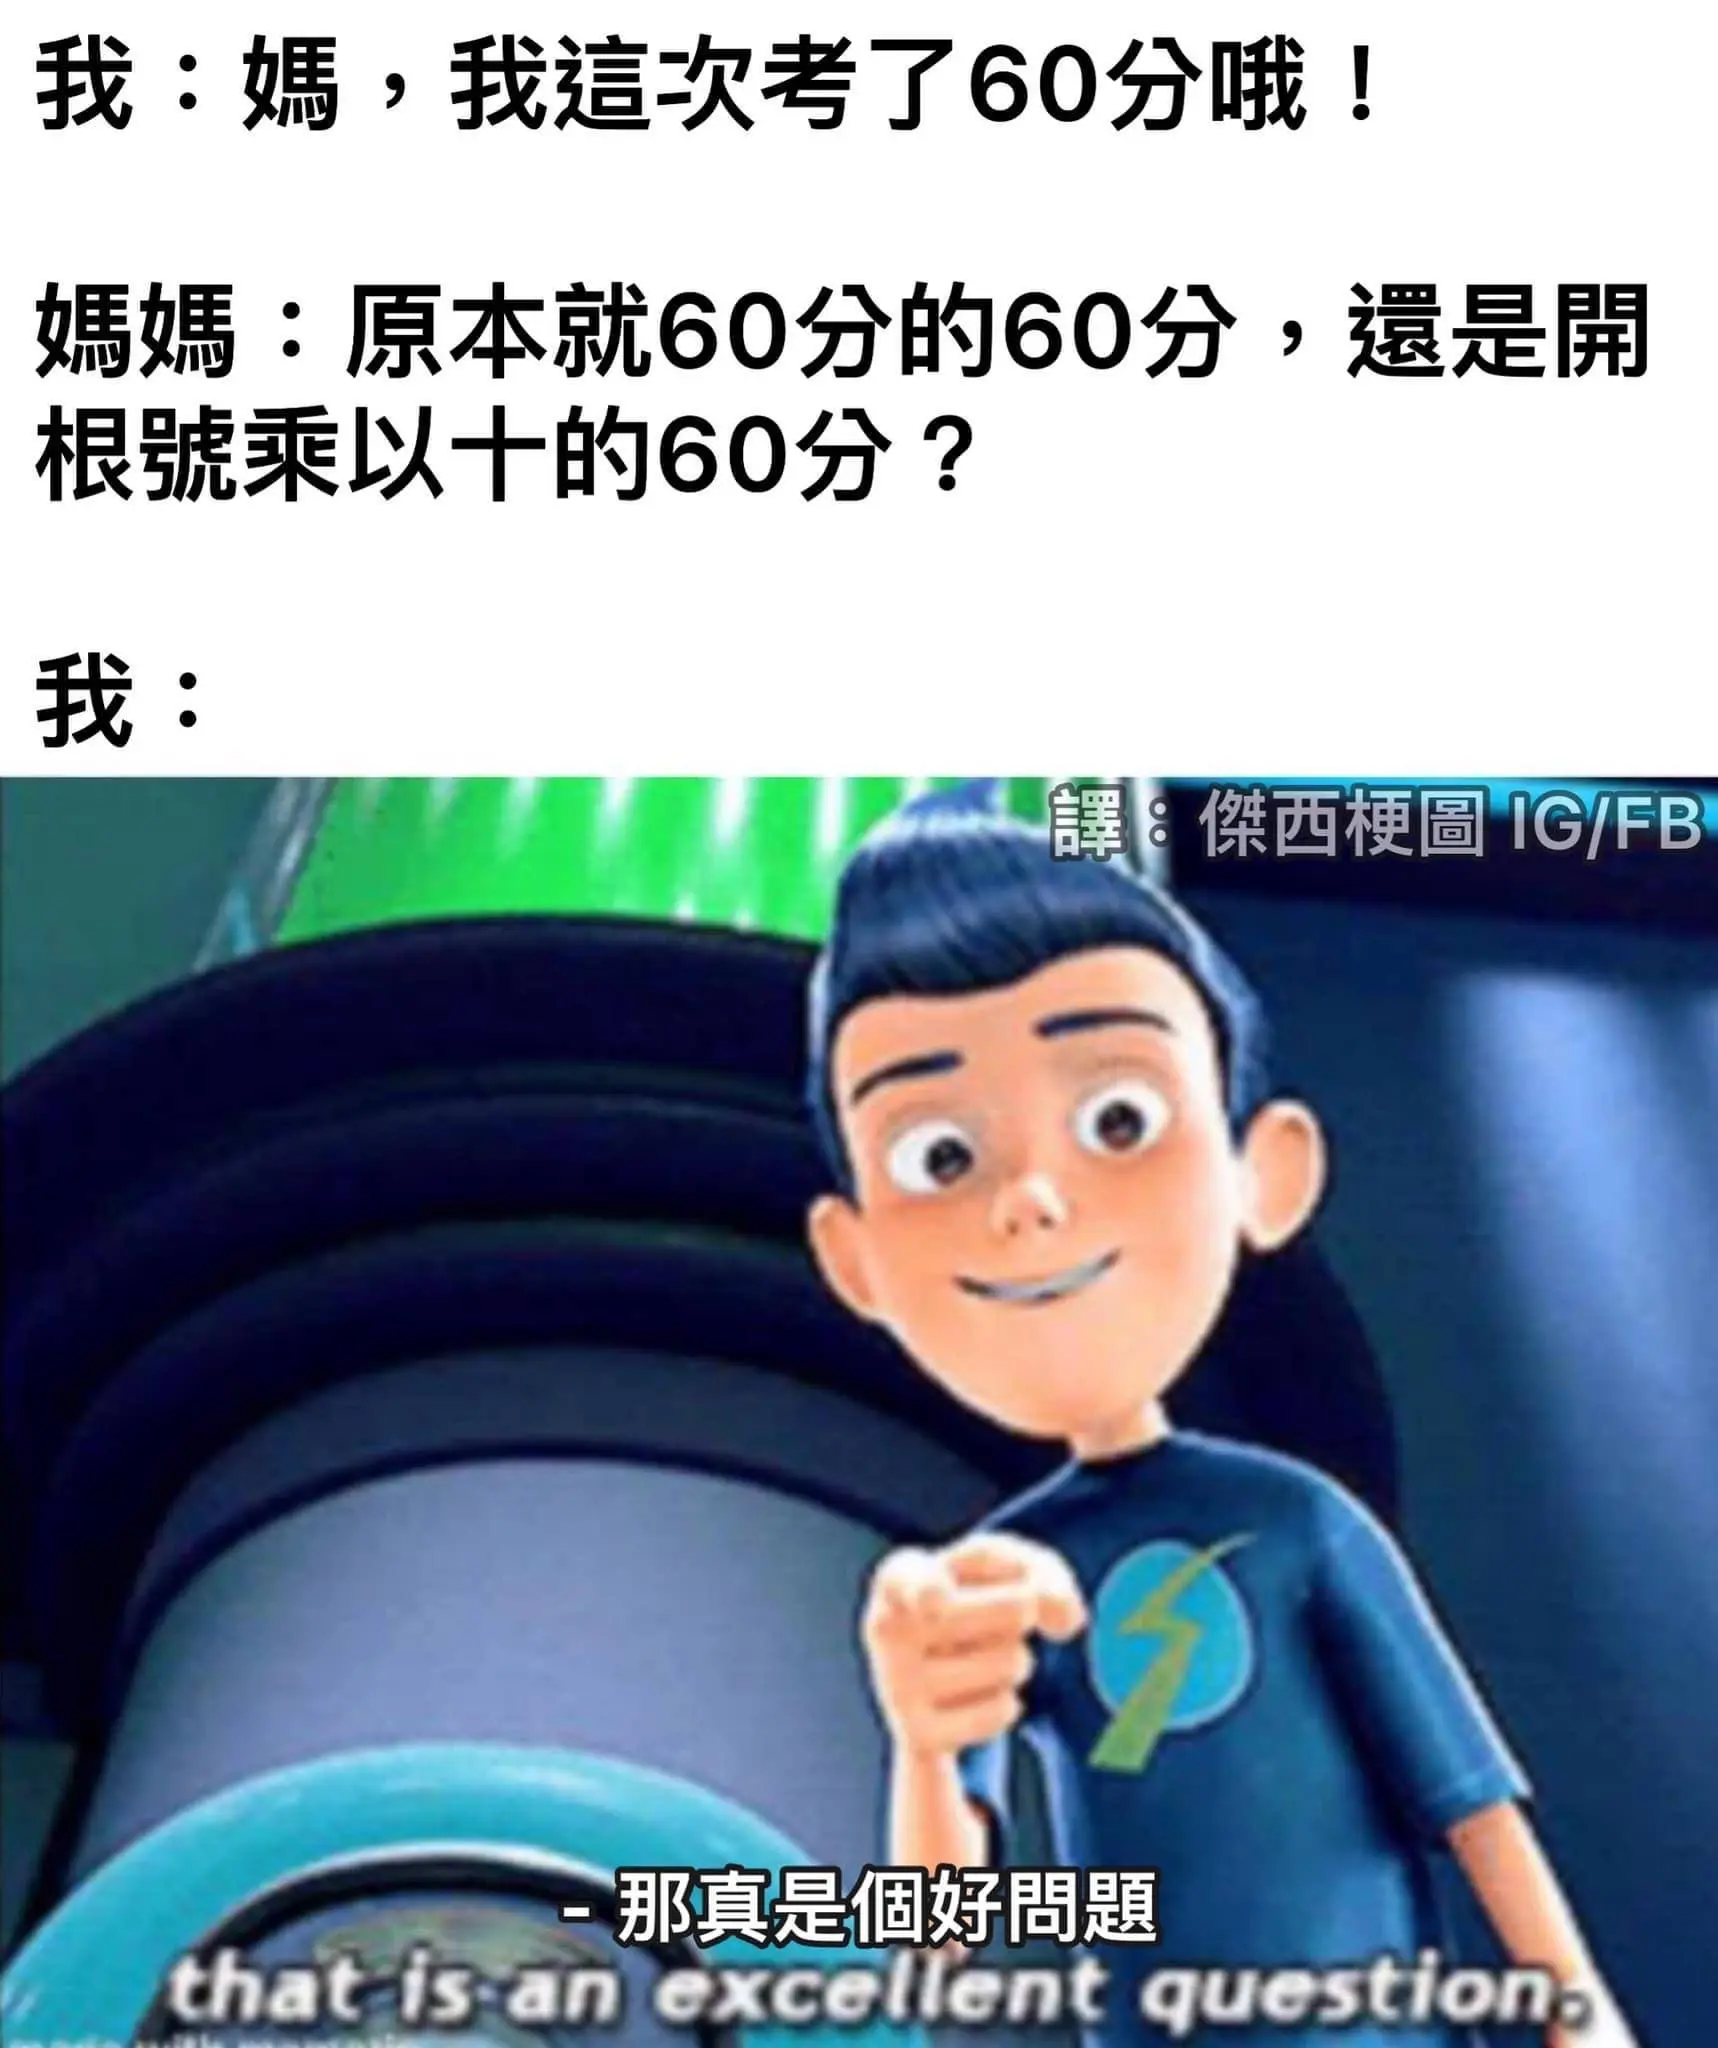 我：媽，我這次考了60分哦！
媽媽：原本就60分的60分，還是開
根號乘以十的60分？
我：
譯：傑西梗圖 IG/FB
- 那真是個好問題
that is an excellent question.